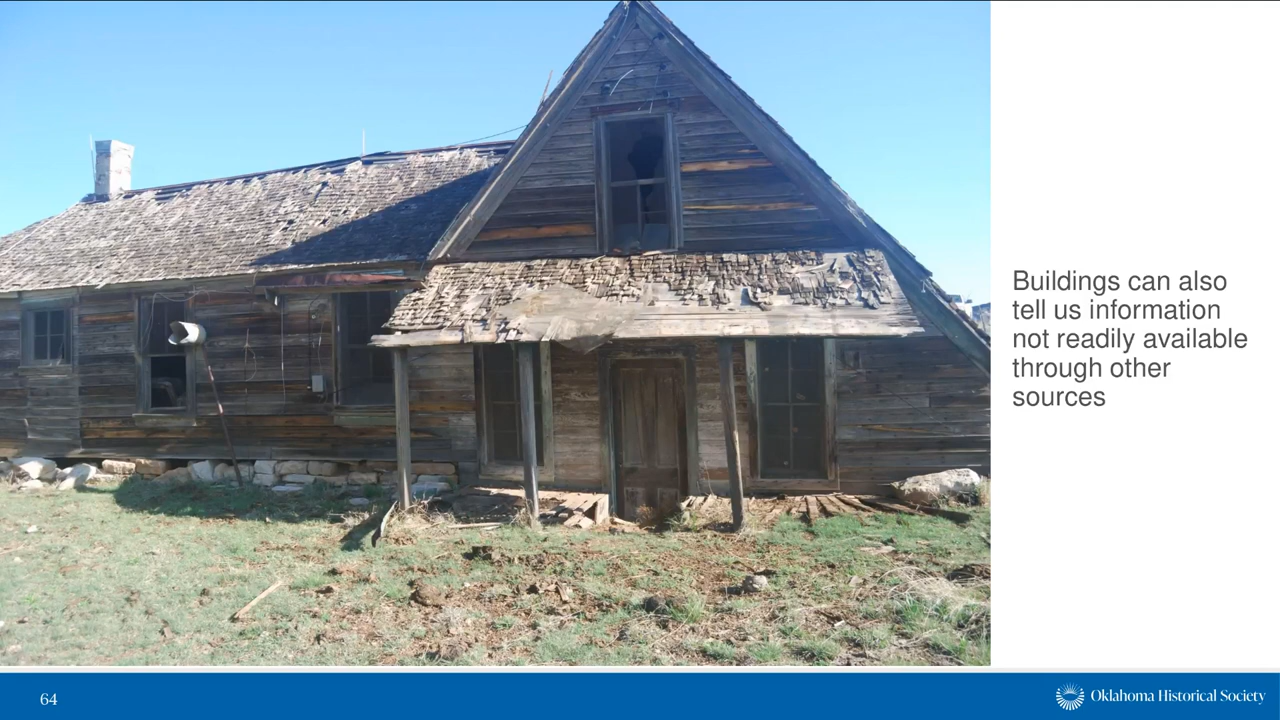 Buildings can also
tell us information
not readily available
through other
sources
64
Oklahoma Historical Society